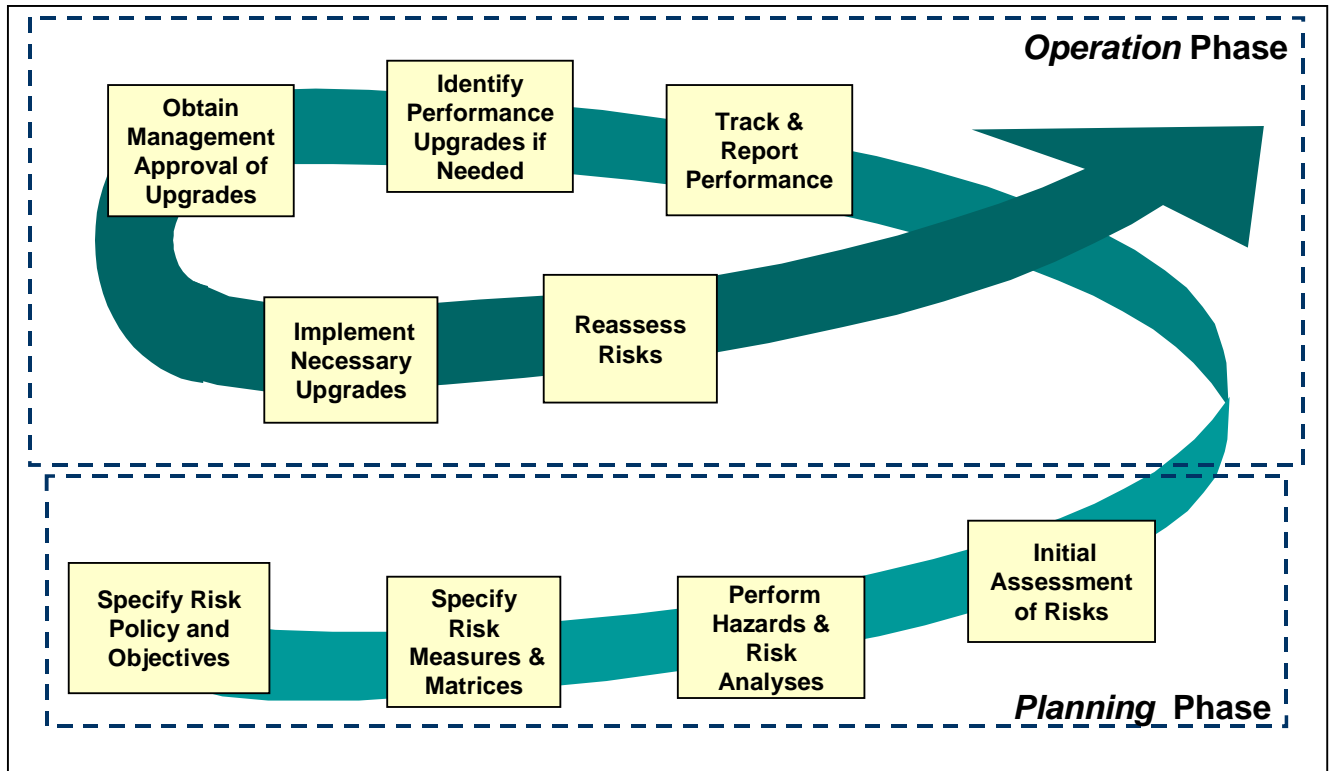 Operation Phase
Obtain
Management
Approval of
Upgrades
Identify
Performance
Upgrades if
Needed
Track &
Report
Performance
Implement
Necessary
Upgrades
Reassess
Risks
Specify Risk
Policy and
Objectives
Specify
Risk
Measures &
Matrices
Perform
Hazards &
Risk
Analyses
Initial
Assessment
of Risks
Planning Phase